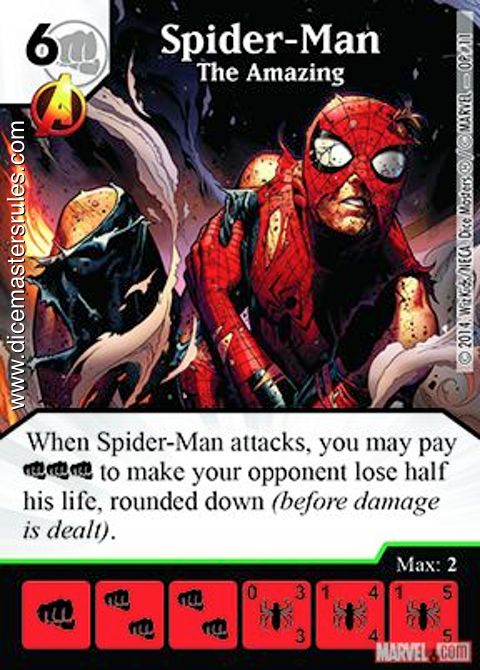 6
Spider-Man
The Amazing
www.dicemastersrules.com
© 2014 WizKids/NECA. Dice Masters © / © MARVEL
When Spider-Man attacks, you may pay
to make your opponent lose half
his life, rounded down (before damage
is dealt).
Max: 2
0 3
3
1 4
4
1 5
5
MARVEL.com